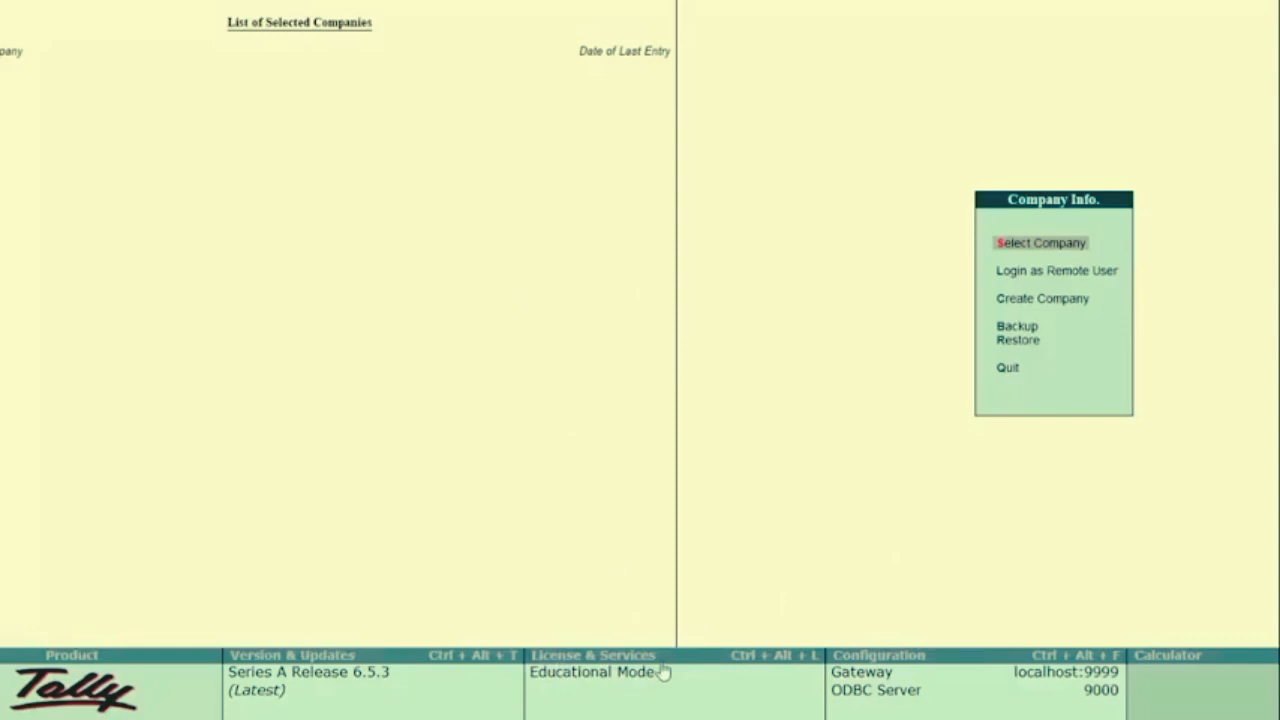 List of Selected Companies
pany
Date of Last Entry
Company Info.
Select Company
Login as Remote User
Create Company
Backup
Restore
Quit
Product
Version & Updates
Ctrl + Alt + T
License & Services
Ctrl + Alt + L
Configuration
Ctrl + Alt + F
Calculator
Tally
Series A Release 6.5.3
(Latest)
Educational Mode
Gateway
localhost:9999
ODBC Server
9000